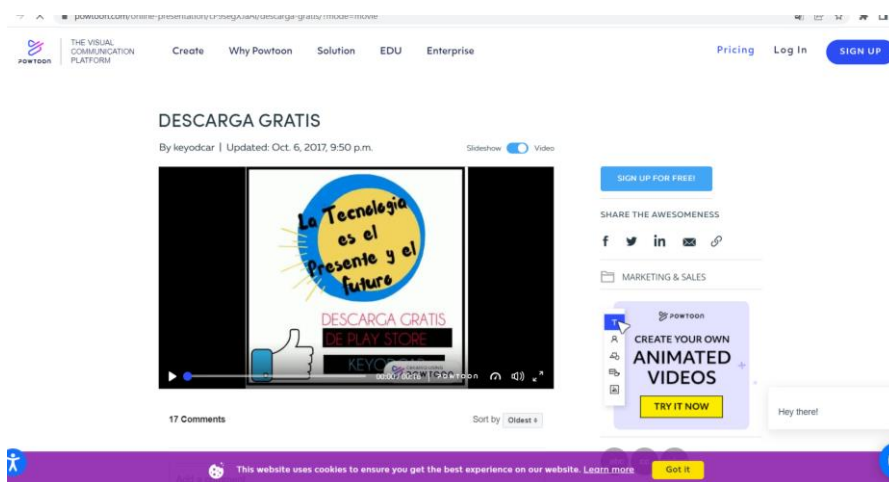 THE VISUAL
COMMUNICATION
PLATFORM
POWTOON
Create Why Powtoon Solution EDU Enterprise
Pricing Log In SIGN UP
DESCARGA GRATIS
By keyodcar | Updated: Oct. 6, 2017, 9:50 p.m.
Slideshow Video
La Tecnologia
es el
Presente y el
futuro
DESCARGA GRATIS
DE PLAY STORE
POWTOON
17 Comments
Sort by Oldest
SIGN UP FOR FREE!
SHARE THE AWESOMENESS
MARKETING & SALES
POWTOON
CREATE YOUR OWN
ANIMATED
VIDEOS
TRY IT NOW
Hey there!
This website uses cookies to ensure you get the best experience on our website. Learn more
Got it